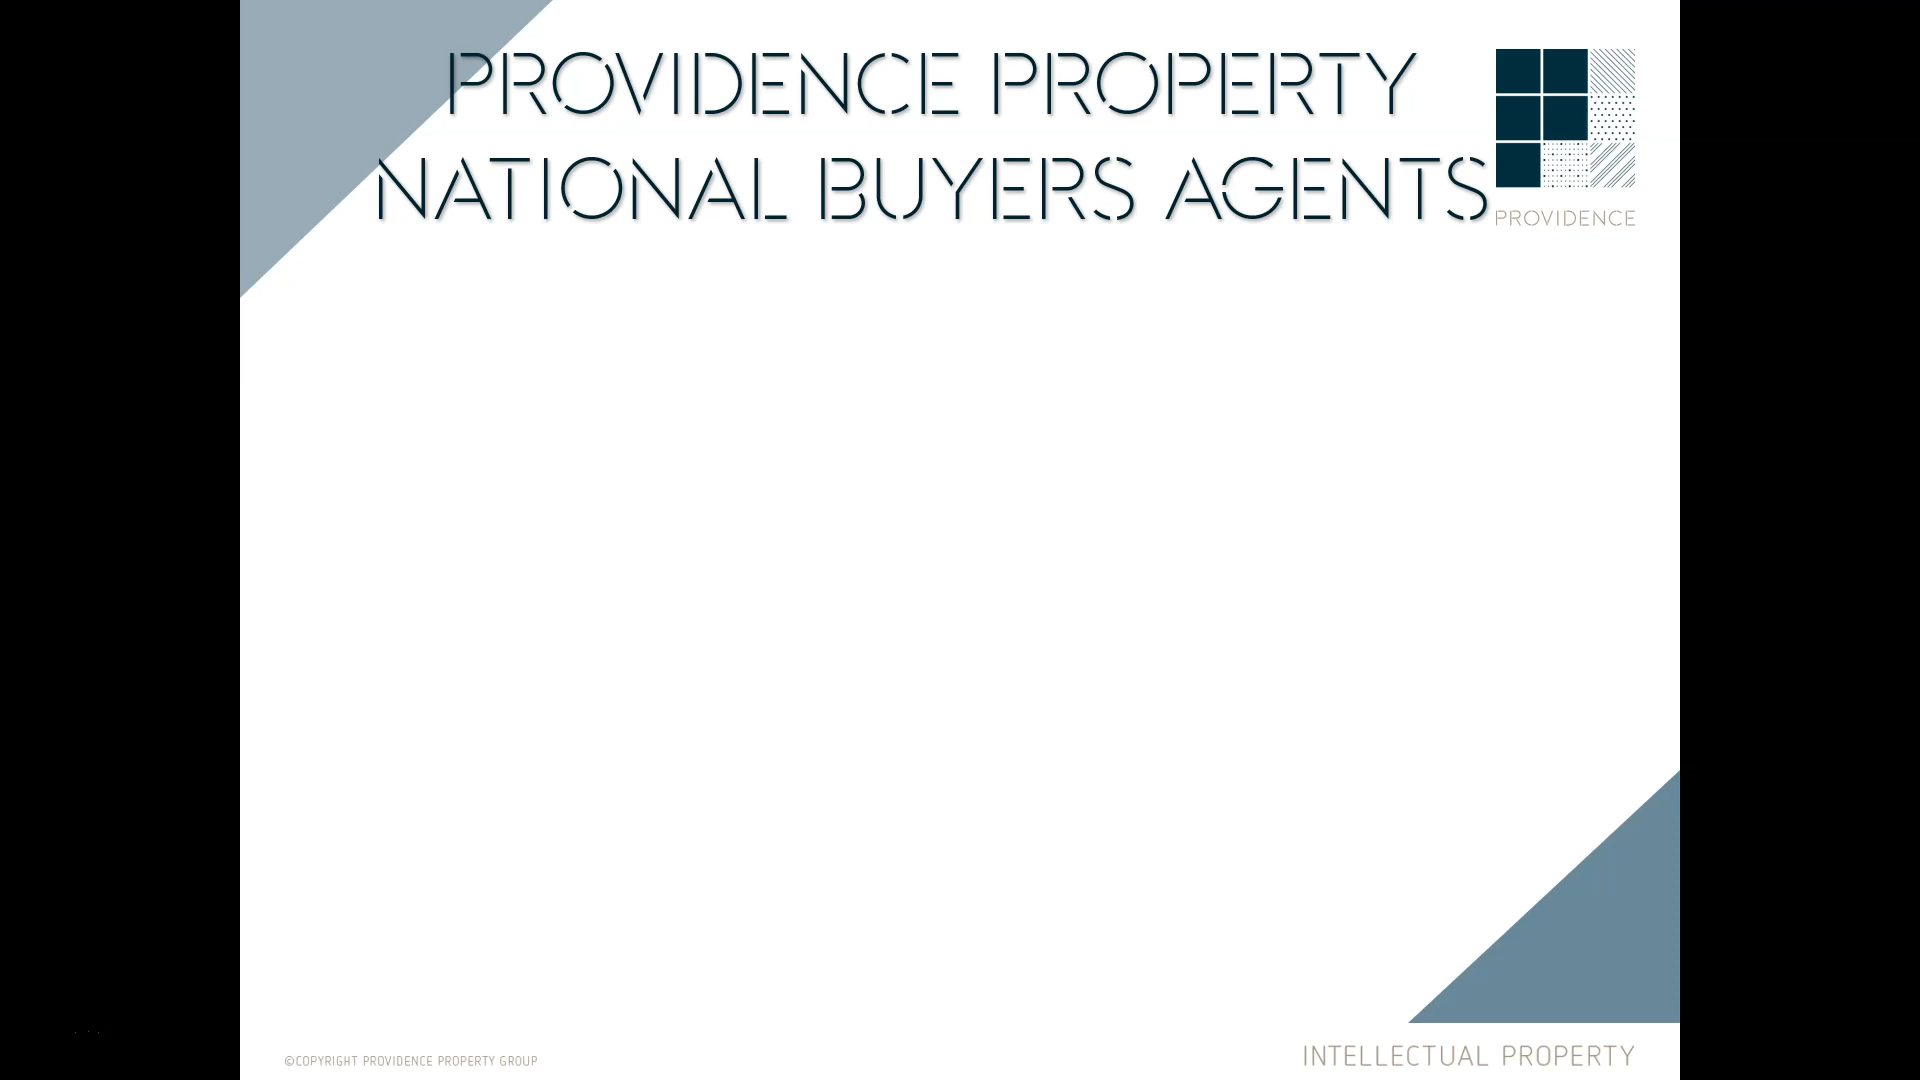 PROVIDENCE PROPERTY
NATIONAL BUYERS AGENTS
PROVIDENCE
©COPYRIGHT PROVIDENCE PROPERTY GROUP
INTELLECTUAL PROPERTY